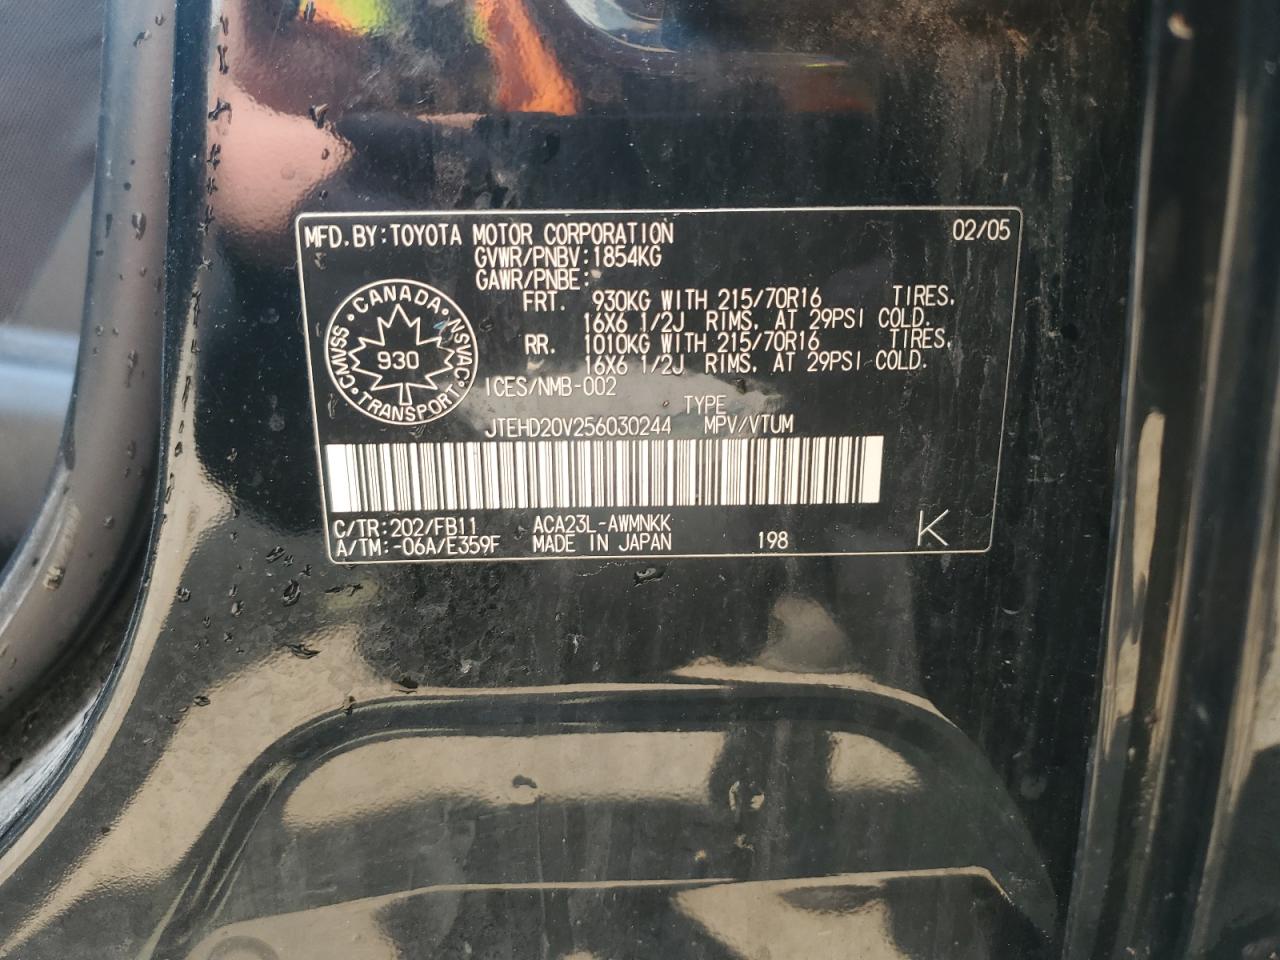 MFD.BY:TOYOTA MOTOR CORPORATION 02/05
GVWR/PNBV:1854KG
GAWR/PNBE:
FRT. 930KG WITH 215/70R16 TIRES,
16X6 1/2J RIMS, AT 29PSI COLD.
RR. 1010KG WITH 215/70R16 TIRES,
16X6 1/2J RIMS, AT 29PSI COLD.
CANADA · NSVAC · TRANSPORT · CMVSS ·
930
ICES/NMB-002
TYPE
JTEHD20V256030244 MPV/VTUM
C/TR:202/FB11 ACA23L-AWMNKK
A/TM:-06A/E359F MADE IN JAPAN 198 K